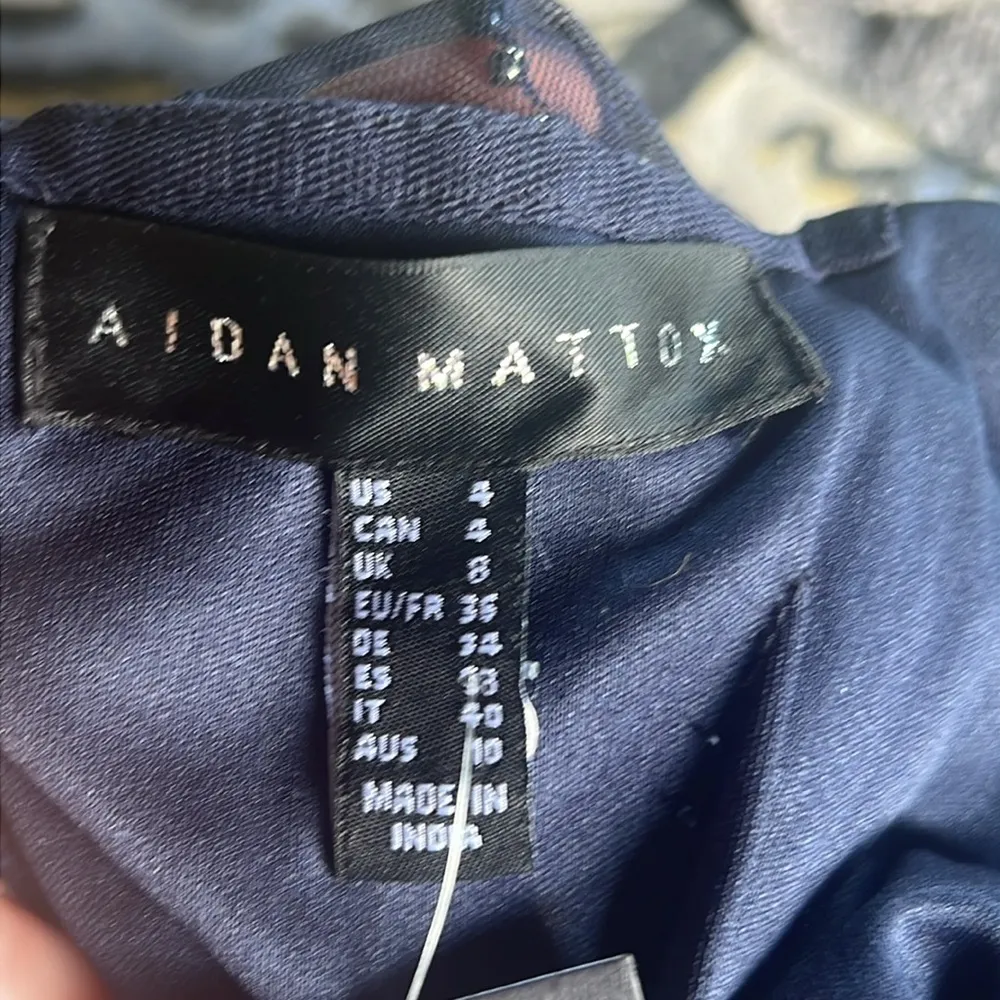 AIDAN MATTOX
US 4
CAN 4
UK 8
EU/FR 36
DE 34
ES 38
IT 40
AUS 10
MADE IN
INDIA